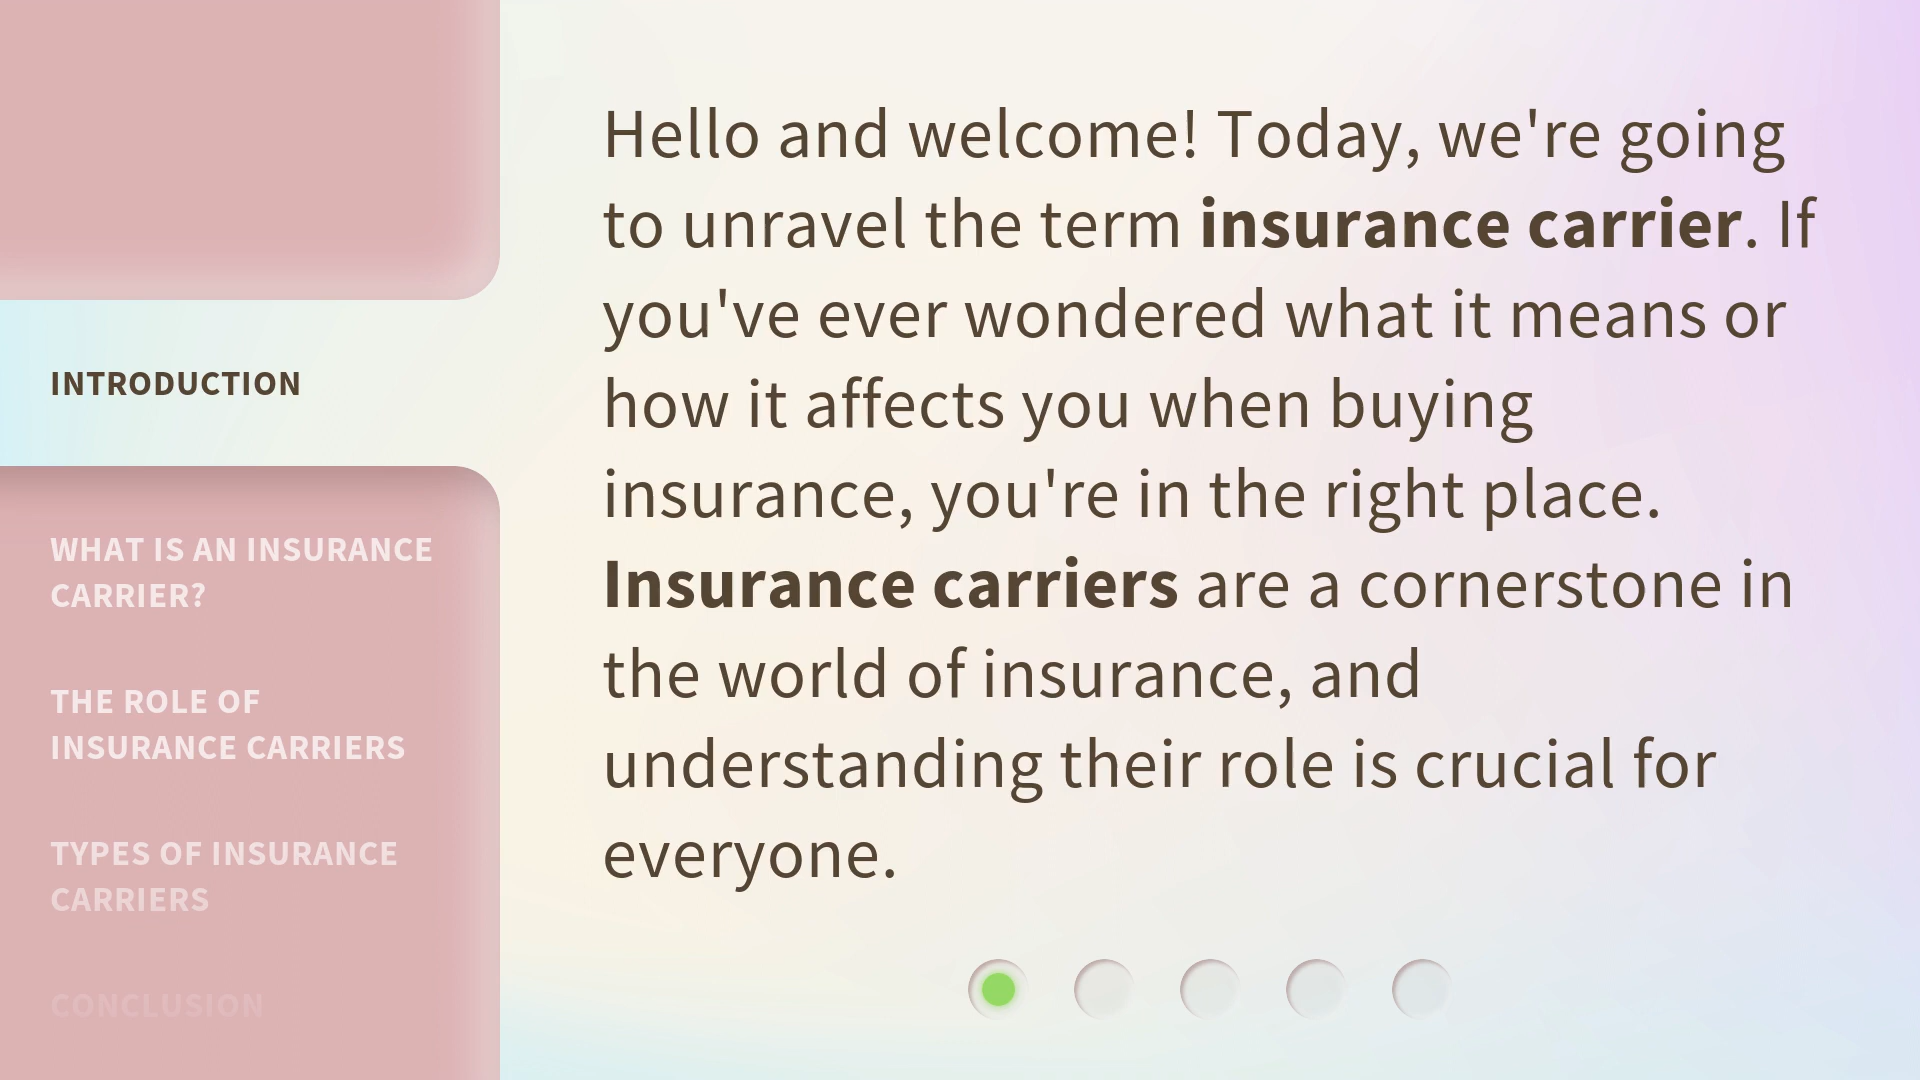 INTRODUCTION
WHAT IS AN INSURANCE
CARRIER?
THE ROLE OF
INSURANCE CARRIERS
TYPES OF INSURANCE
CARRIERS
CONCLUSION
Hello and welcome! Today, we're going
to unravel the term insurance carrier. If
you've ever wondered what it means or
how it affects you when buying
insurance, you're in the right place.
Insurance carriers are a cornerstone in
the world of insurance, and
understanding their role is crucial for
everyone.